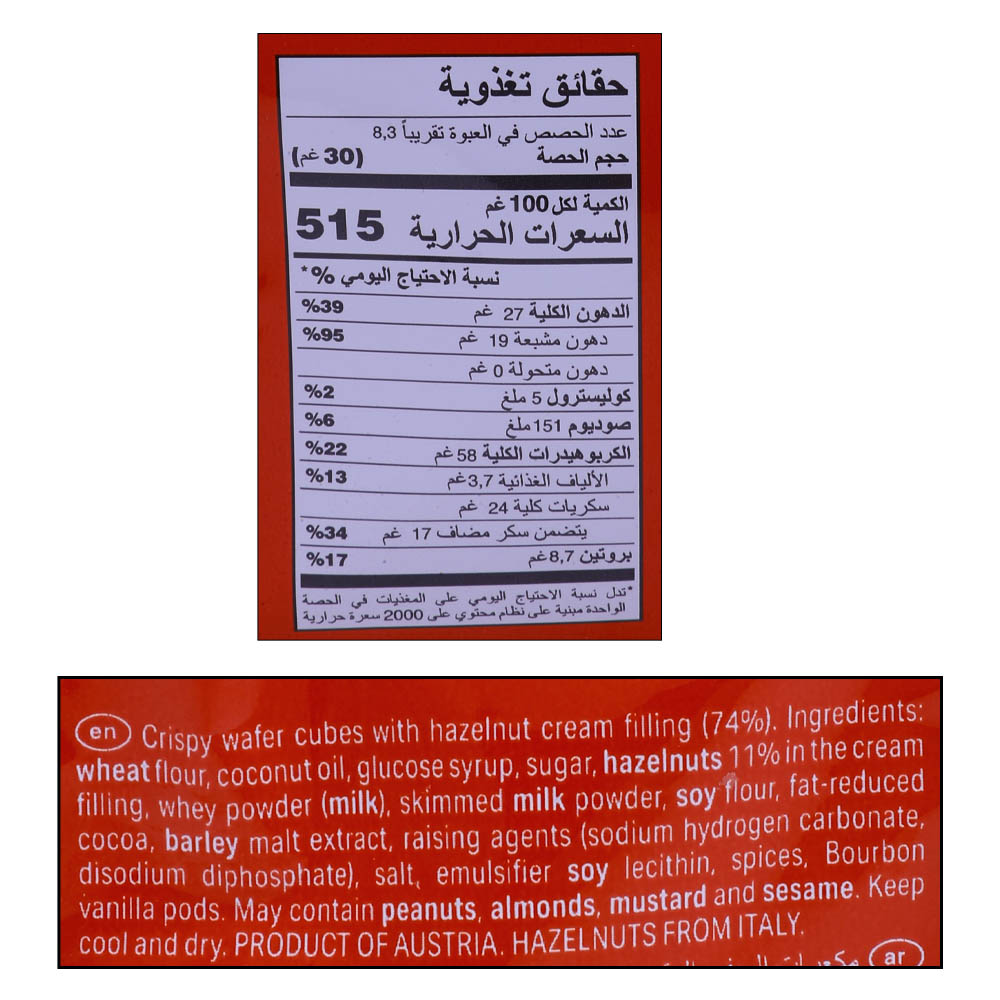 حقائق تغذوية
عدد الحصص في العبوة تقريباً 8,3
حجم الحصة (30 غم)
الكمية لكل 100 غم
السعرات الحرارية 515
نسبة الاحتياج اليومي %*
الدهون الكلية 27 غم %39
دهون مشبعة 19 غم %95
دهون متحولة 0 غم
كوليسترول 5 ملغ %2
صوديوم 151 ملغ %6
الكربوهيدرات الكلية 58 غم %22
الألياف الغذائية 3,7 غم %13
سكريات كلية 24 غم
يتضمن سكر مضاف 17 غم %34
بروتين 8,7 غم %17
*تدل نسبة الاحتياج اليومي على المغذيات في الحصة
الواحدة مبنية على نظام محتوي على 2000 سعرة حرارية
en Crispy wafer cubes with hazelnut cream filling (74%). Ingredients:
wheat flour, coconut oil, glucose syrup, sugar, hazelnuts 11% in the cream
filling, whey powder (milk), skimmed milk powder, soy flour, fat-reduced
cocoa, barley malt extract, raising agents (sodium hydrogen carbonate,
disodium diphosphate), salt, emulsifier soy lecithin, spices, Bourbon
vanilla pods. May contain peanuts, almonds, mustard and sesame. Keep
cool and dry. PRODUCT OF AUSTRIA. HAZELNUTS FROM ITALY.
ar